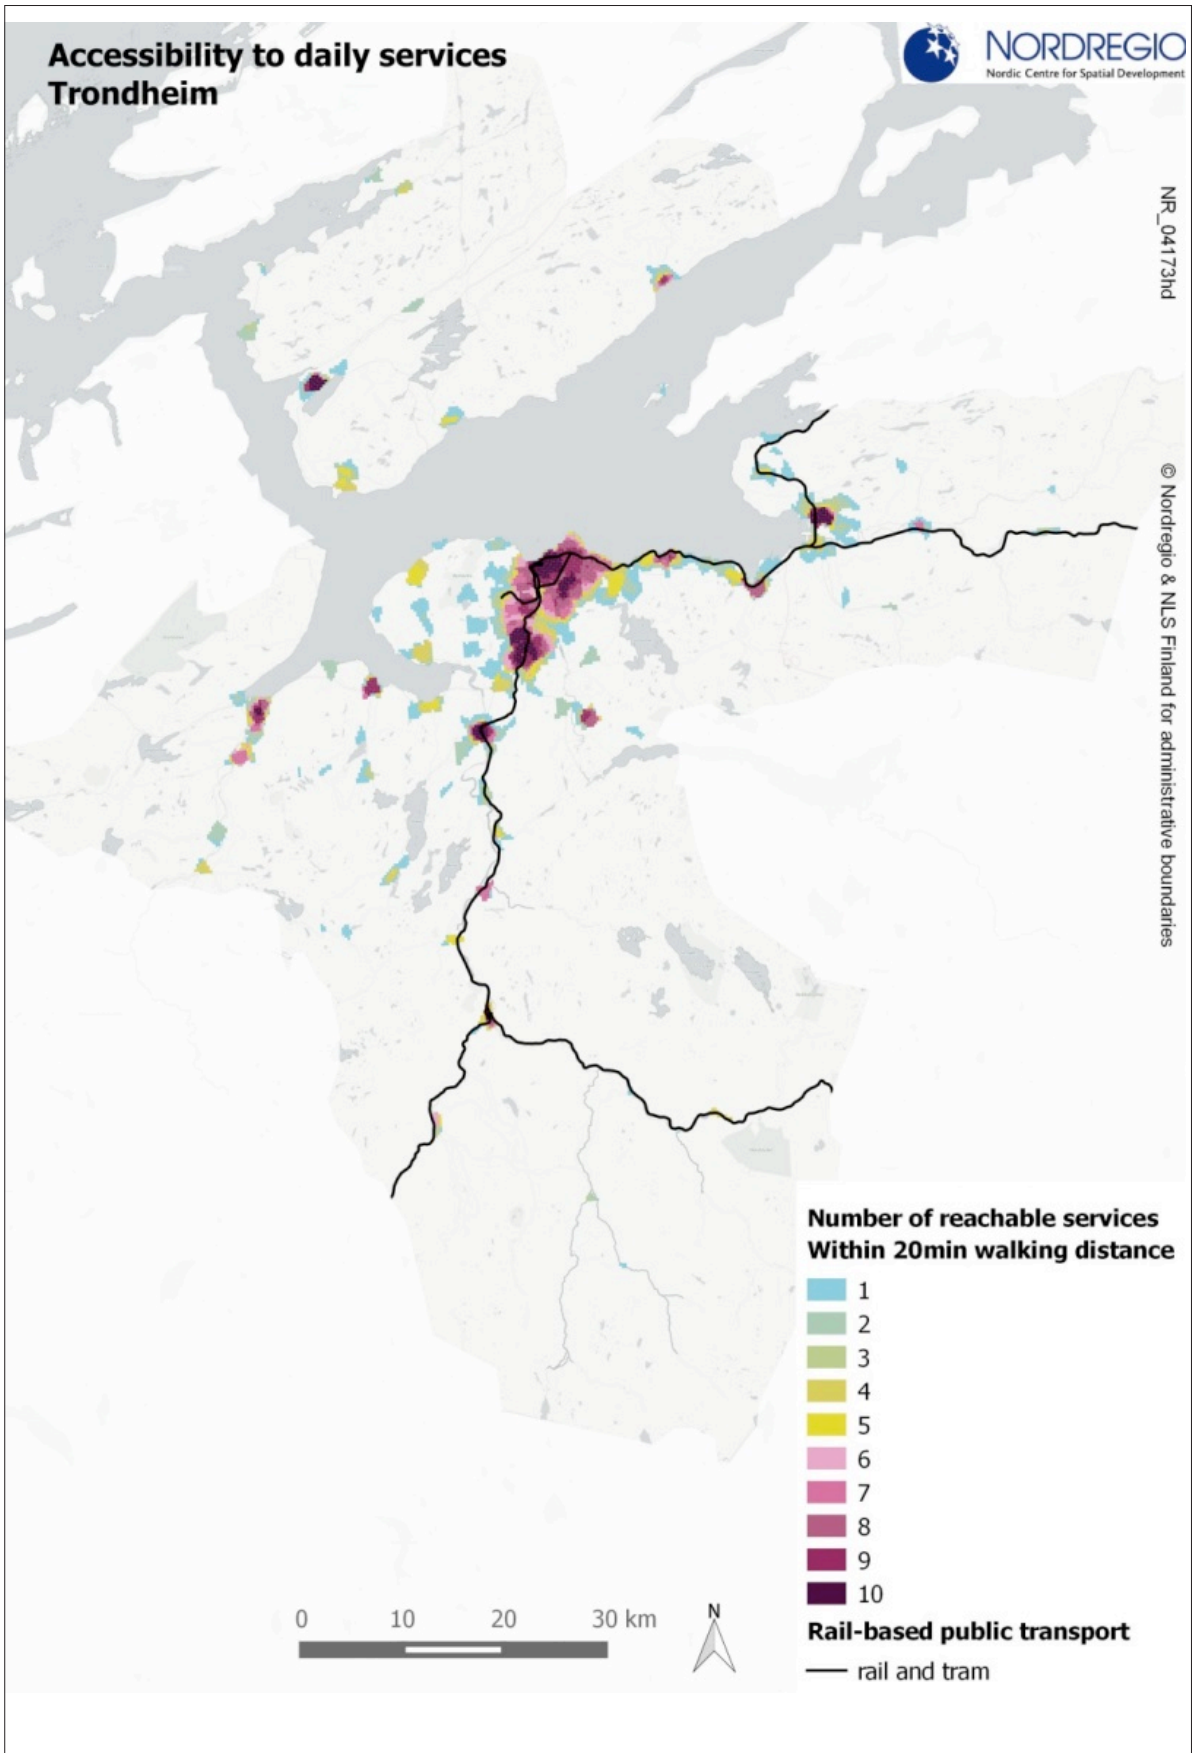 Accessibility to daily services
Trondheim
NORDREGIO
Nordic Centre for Spatial Development
NR_04173hd
© Nordregio & NLS Finland for administrative boundaries
Number of reachable services
Within 20min walking distance
1
2
3
4
5
6
7
8
9
10
Rail-based public transport
rail and tram
0 10 20 30 km
N